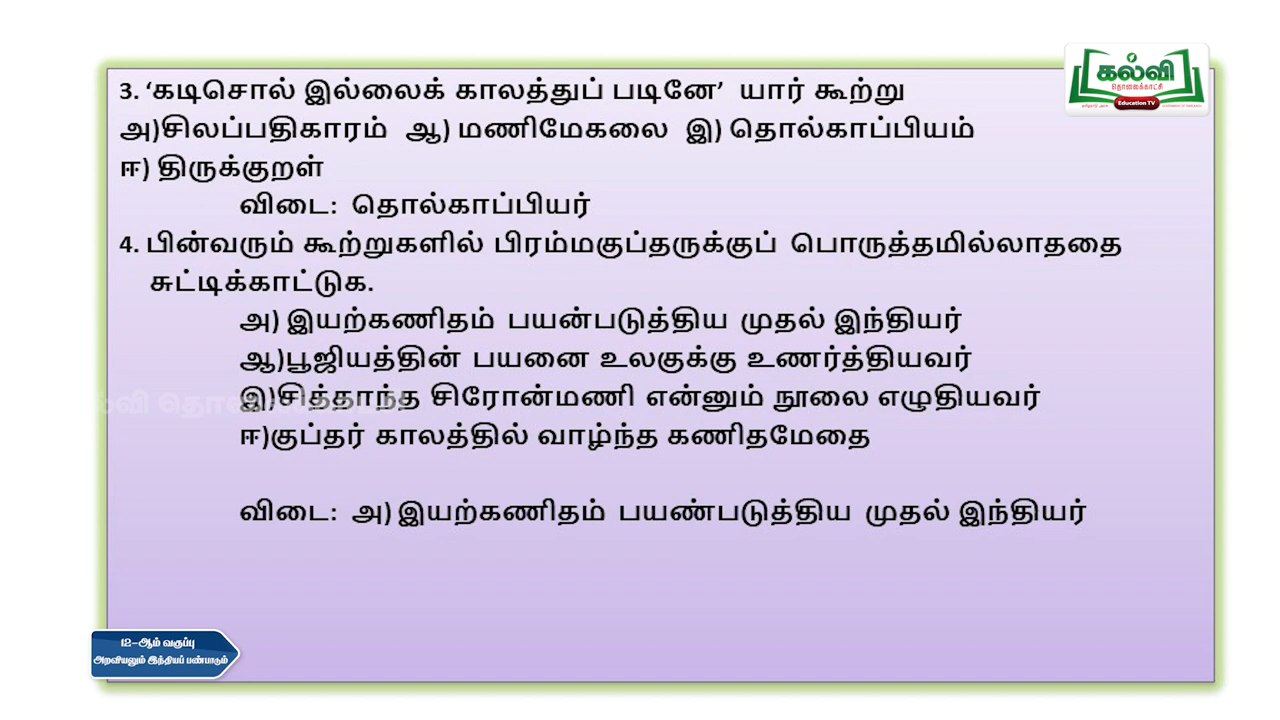 கல்வி
தொலைக்காட்சி
Education TV
3. ‘கடிசொல் இல்லைக் காலத்துப் படினே’ யார் கூற்று
அ)சிலப்பதிகாரம் ஆ) மணிமேகலை இ) தொல்காப்பியம்
ஈ) திருக்குறள்
விடை: தொல்காப்பியர்
4. பின்வரும் கூற்றுகளில் பிரம்மகுப்தருக்குப் பொருத்தமில்லாததை
சுட்டிக்காட்டுக.
அ) இயற்கணிதம் பயன்படுத்திய முதல் இந்தியர்
ஆ)பூஜியத்தின் பயனை உலகுக்கு உணர்த்தியவர்
இ)சித்தாந்த சிரோன்மணி என்னும் நூலை எழுதியவர்
ஈ)குப்தர் காலத்தில் வாழ்ந்த கணிதமேதை
விடை: அ) இயற்கணிதம் பயண்படுத்திய முதல் இந்தியர்
12-ஆம் வகுப்பு
அறவியலும் இந்தியப் பண்பாடும்